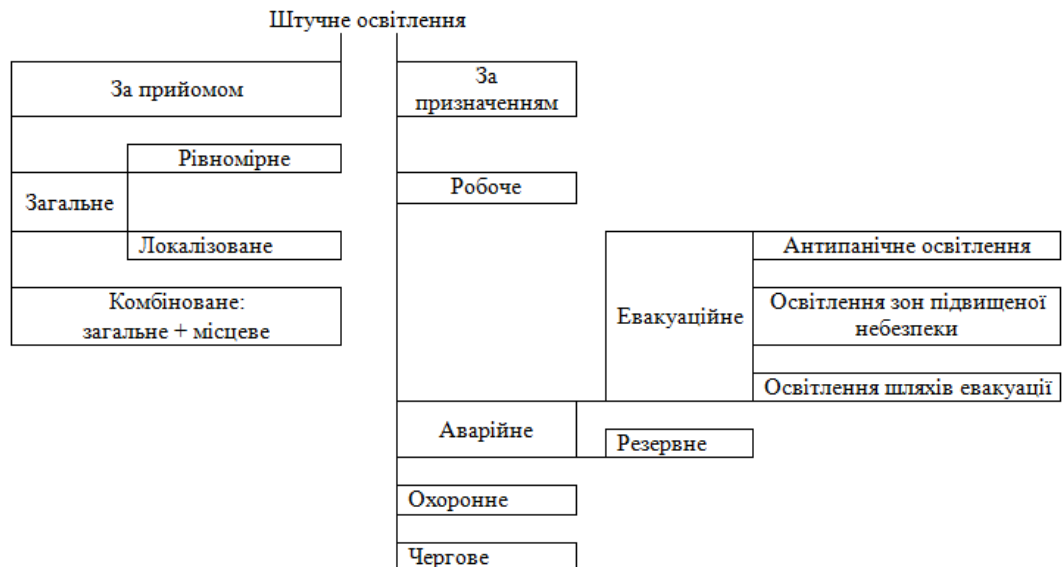 Штучне освітлення
За прийомом
За
призначенням
Рівномірне
Загальне
Локалізоване
Комбіноване:
загальне + місцеве
Робоче
Евакуаційне
Антипанічне освітлення
Освітлення зон підвищеної
небезпеки
Освітлення шляхів евакуації
Аварійне
Резервне
Охоронне
Чергове